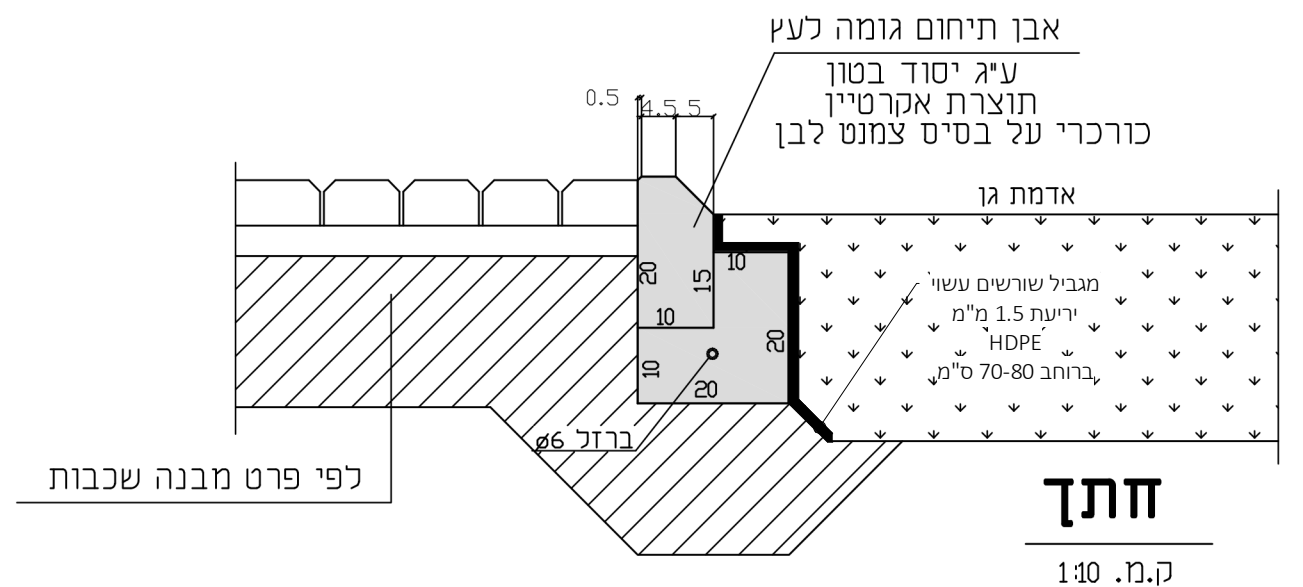 אבן תיחום גומה לעץ
ע"ג יסוד בטון
תוצרת אקרטיין
כורכרי על בסיס צמנט לבן
0.5
4.5
5
אדמת גן
10
20
15
10
20
10
20
מגביל שורשים עשוי
יריעת 1.5 מ"מ
HDPE
ברוחב 70-80 ס"מ
ברזל ø6
לפי פרט מבנה שכבות
חתך
ק.מ. 1:10